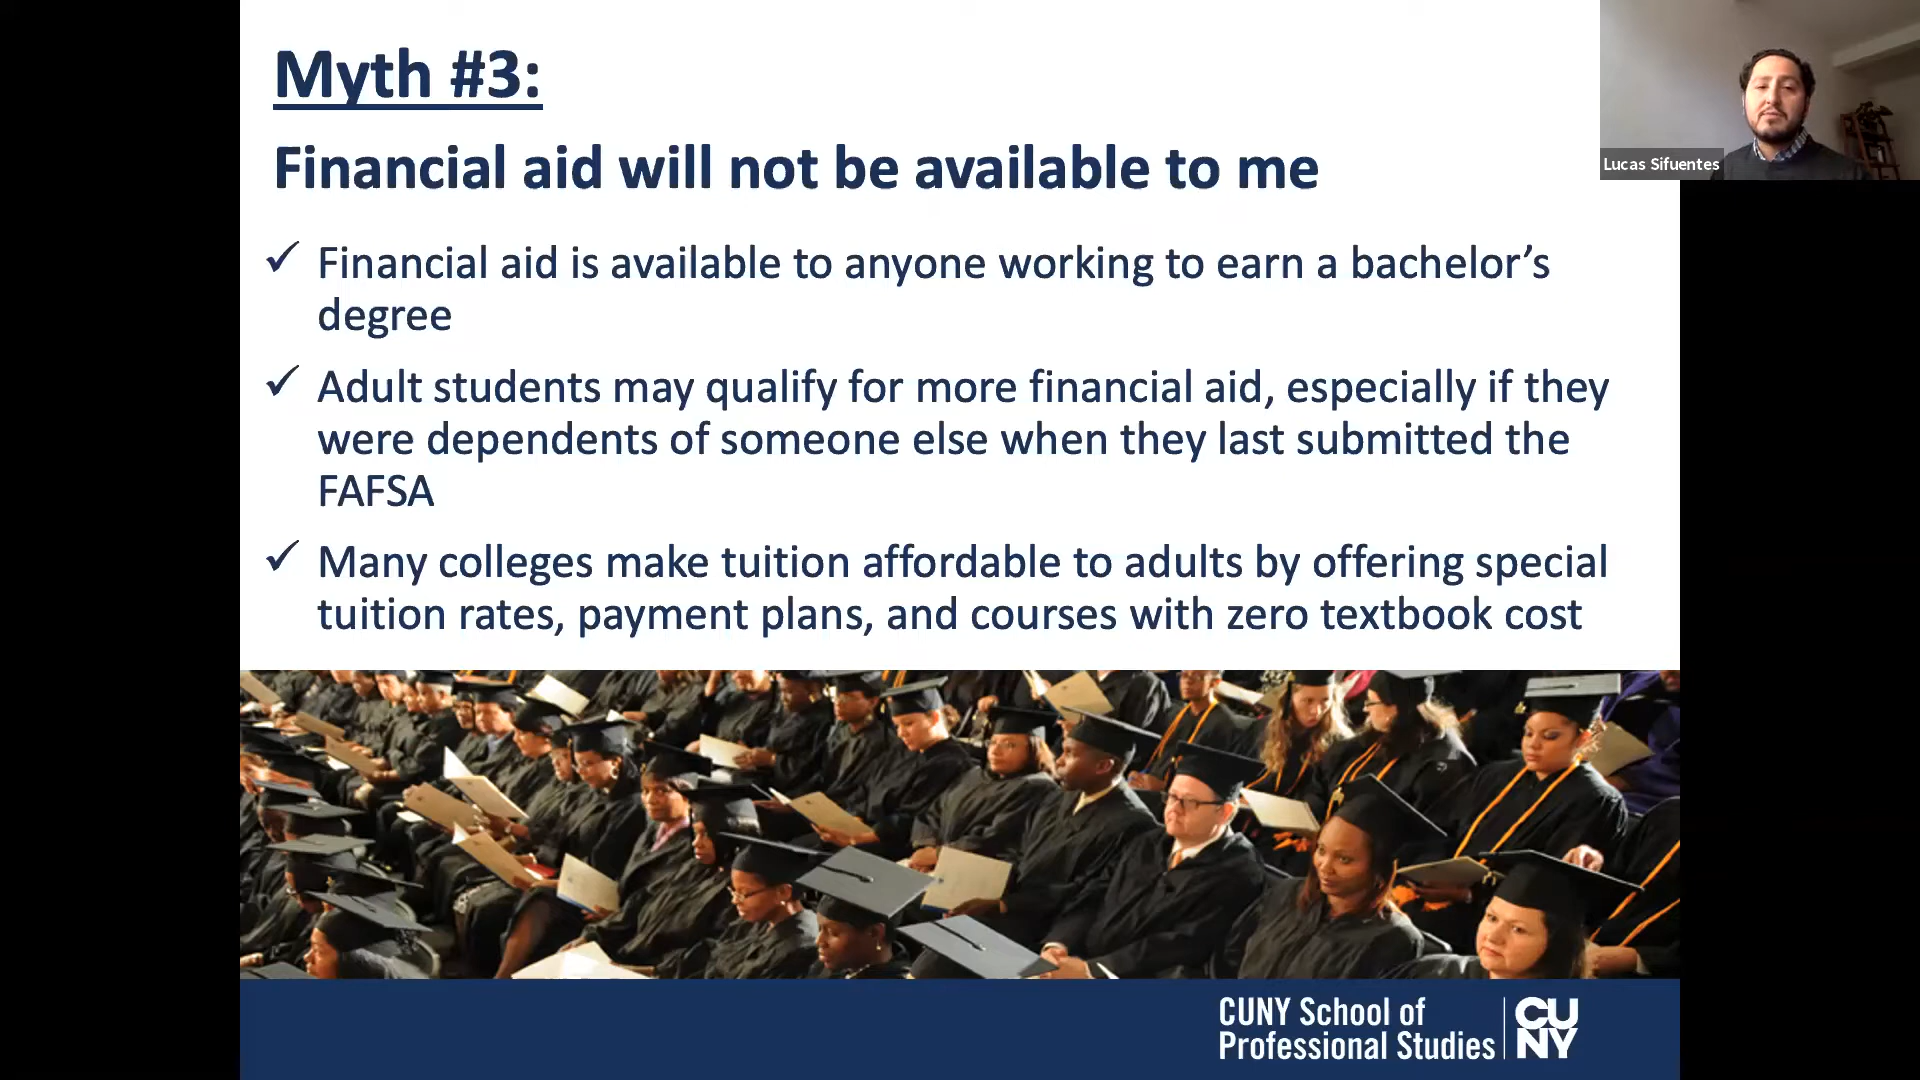 Myth #3:
Financial aid will not be available to me
✓ Financial aid is available to anyone working to earn a bachelor’s
degree
✓ Adult students may qualify for more financial aid, especially if they
were dependents of someone else when they last submitted the
FAFSA
✓ Many colleges make tuition affordable to adults by offering special
tuition rates, payment plans, and courses with zero textbook cost
Lucas Sifuentes
CUNY School of
Professional Studies
CU
NY